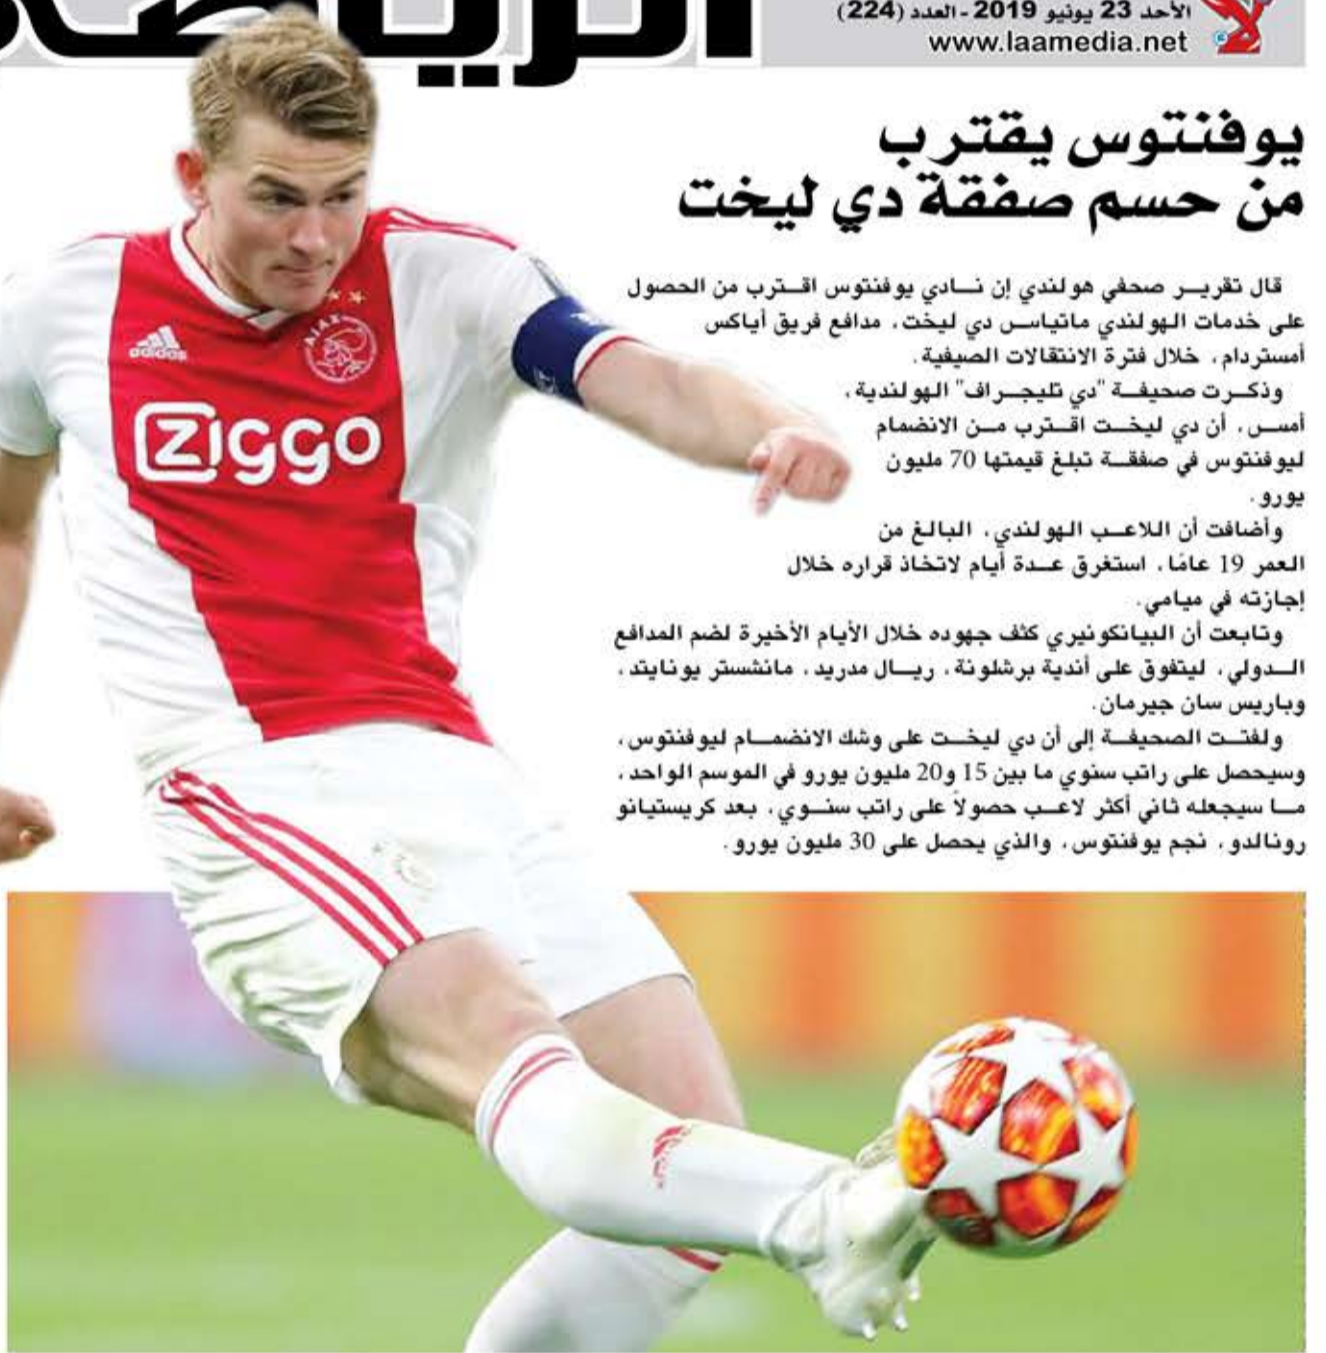 الرياضي
الأحد 23 يونيو 2019 - العدد (224)
www.laamedia.net
يوفنتوس يقترب
من حسم صفقة دي ليخت
قال تقرير صحفي هولندي إن نادي يوفنتوس اقترب من الحصول
على خدمات الهولندي ماتياس دي ليخت، مدافع فريق أياكس
أمستردام، خلال فترة الانتقالات الصيفية.
وذكرت صحيفة "دي تليجراف" الهولندية،
أمس، أن دي ليخت اقترب من الانضمام
ليوفنتوس في صفقة تبلغ قيمتها 70 مليون
يورو.
وأضافت أن اللاعب الهولندي، البالغ من
العمر 19 عامًا، استغرق عدة أيام لاتخاذ قراره خلال
إجازته في ميامي.
وتابعت أن البيانكونيري كثف جهوده خلال الأيام الأخيرة لضم المدافع
الدولي، ليتفوق على أندية برشلونة، ريال مدريد، مانشستر يونايتد،
وباريس سان جيرمان.
ولفتت الصحيفة إلى أن دي ليخت على وشك الانضمام ليوفنتوس،
وسيحصل على راتب سنوي ما بين 15 و20 مليون يورو في الموسم الواحد،
ما سيجعله ثاني أكثر لاعب حصولاً على راتب سنوي، بعد كريستيانو
رونالدو، نجم يوفنتوس، والذي يحصل على 30 مليون يورو.
adidas
AJAX
ziggo